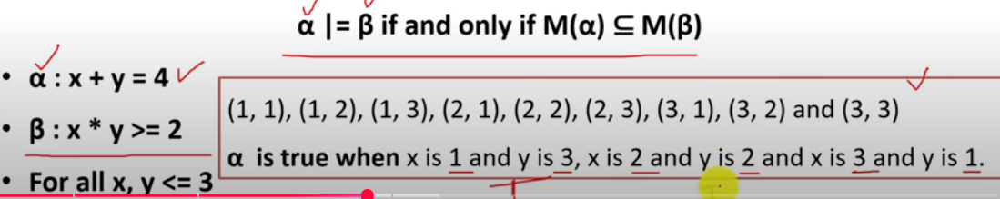 α |= β if and only if M(α) ⊆ M(β)
• α : x + y = 4
• β : x * y >= 2
• For all x, y <= 3
(1, 1), (1, 2), (1, 3), (2, 1), (2, 2), (2, 3), (3, 1), (3, 2) and (3, 3)
α is true when x is 1 and y is 3, x is 2 and y is 2 and x is 3 and y is 1.